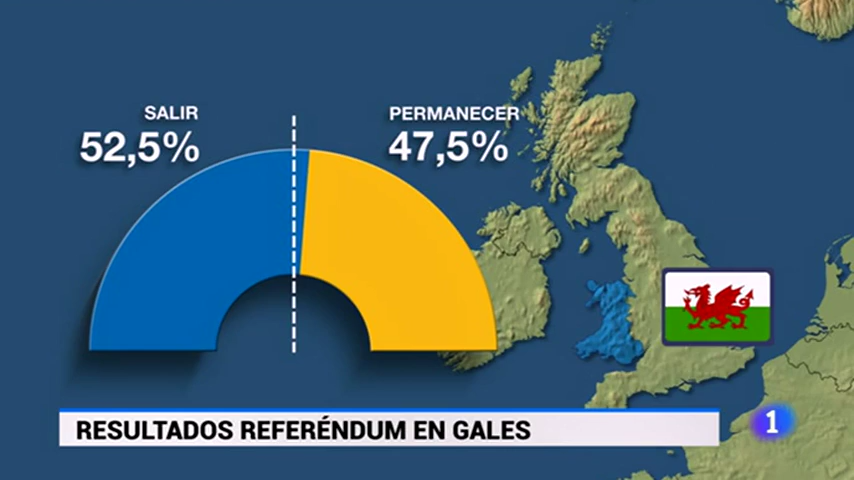 SALIR
52,5%
PERMANECER
47,5%
RESULTADOS REFERÉNDUM EN GALES
1